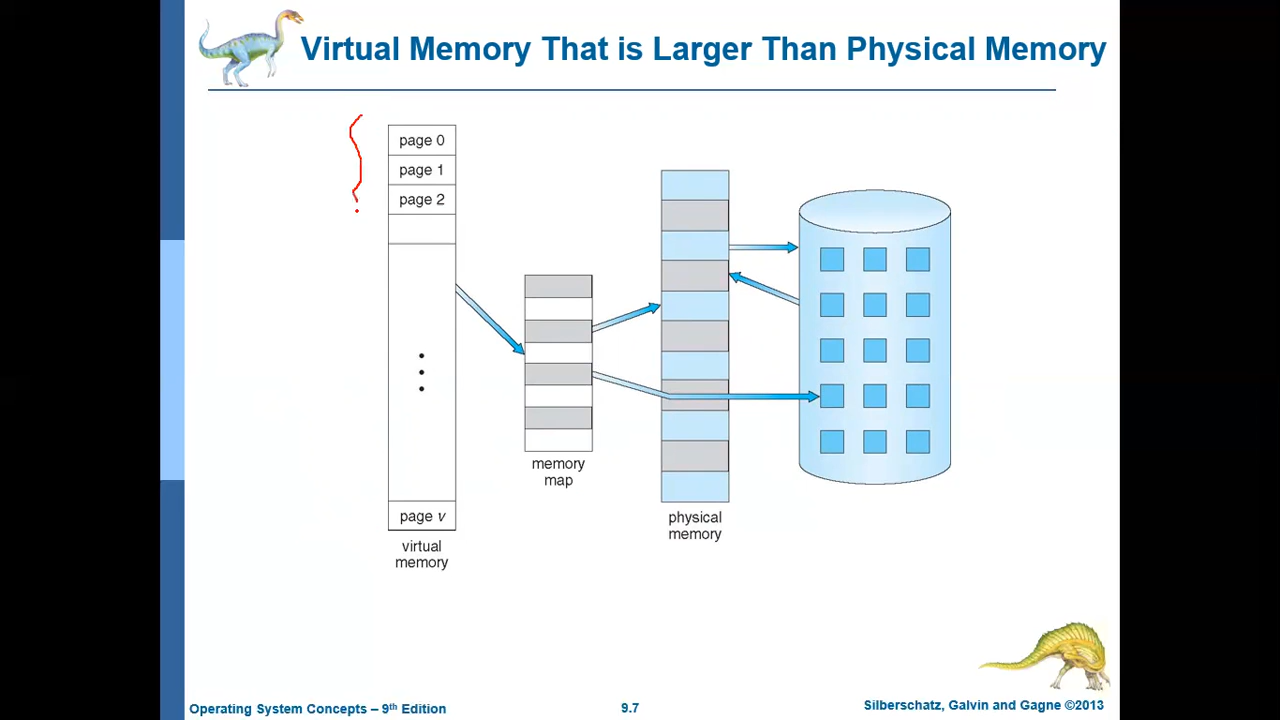 Virtual Memory That is Larger Than Physical Memory
page 0
page 1
page 2
page v
virtual
memory
memory
map
physical
memory
Operating System Concepts – 9th Edition
9.7
Silberschatz, Galvin and Gagne ©2013